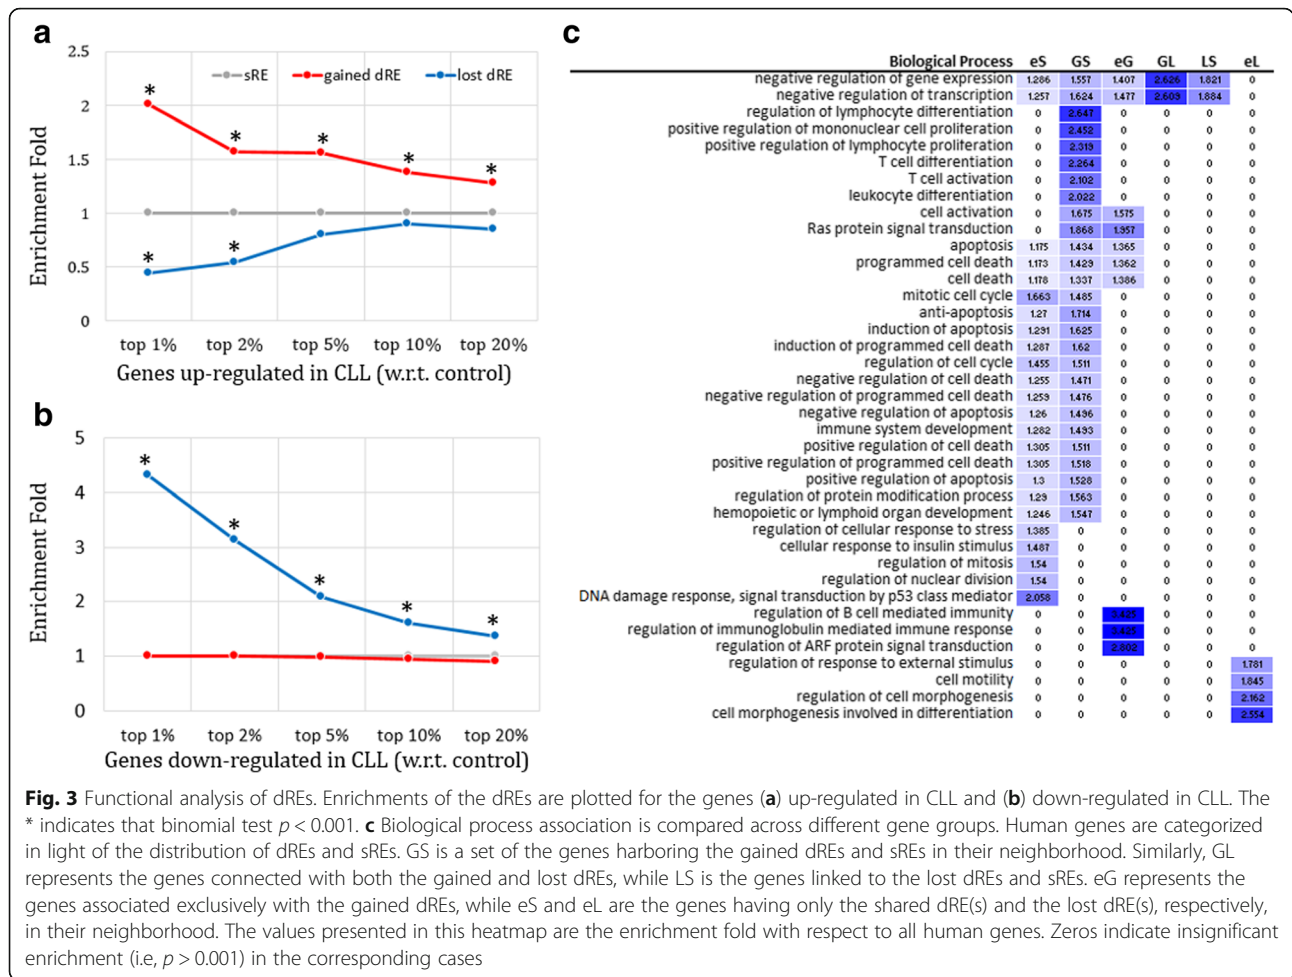 a
2.5
sRE gained dRE lost dRE
2
1.5
1
0.5
0
* * * * *
* *
Enrichment Fold
top 1% top 2% top 5% top 10% top 20%
Genes up-regulated in CLL (w.r.t. control)
b
5
4
3
2
1
0
* * * * *
Enrichment Fold
top 1% top 2% top 5% top 10% top 20%
Genes down-regulated in CLL (w.r.t. control)
c
Biological Process eS GS eG GL LS eL
negative regulation of gene expression 1.286 1.557 1.407 2.626 1.821 0
negative regulation of transcription 1.257 1.624 1.477 2.609 1.884 0
regulation of lymphocyte differentiation 0 2.647 0 0 0 0
positive regulation of mononuclear cell proliferation 0 2.452 0 0 0 0
positive regulation of lymphocyte proliferation 0 2.319 0 0 0 0
T cell differentiation 0 2.264 0 0 0 0
T cell activation 0 2.102 0 0 0 0
leukocyte differentiation 0 2.022 0 0 0 0
cell activation 0 1.675 1.575 0 0 0
Ras protein signal transduction 0 1.868 1.957 0 0 0
apoptosis 1.175 1.434 1.365 0 0 0
programmed cell death 1.173 1.429 1.362 0 0 0
cell death 1.178 1.337 1.386 0 0 0
mitotic cell cycle 1.663 1.485 0 0 0 0
anti-apoptosis 1.27 1.714 0 0 0 0
induction of apoptosis 1.291 1.625 0 0 0 0
induction of programmed cell death 1.287 1.62 0 0 0 0
regulation of cell cycle 1.455 1.511 0 0 0 0
negative regulation of cell death 1.255 1.471 0 0 0 0
negative regulation of programmed cell death 1.259 1.476 0 0 0 0
negative regulation of apoptosis 1.26 1.496 0 0 0 0
immune system development 1.282 1.493 0 0 0 0
positive regulation of cell death 1.305 1.511 0 0 0 0
positive regulation of programmed cell death 1.305 1.518 0 0 0 0
positive regulation of apoptosis 1.3 1.528 0 0 0 0
regulation of protein modification process 1.29 1.563 0 0 0 0
hemopoietic or lymphoid organ development 1.246 1.547 0 0 0 0
regulation of cellular response to stress 1.385 0 0 0 0 0
cellular response to insulin stimulus 1.487 0 0 0 0 0
regulation of mitosis 1.54 0 0 0 0 0
regulation of nuclear division 1.54 0 0 0 0 0
DNA damage response, signal transduction by p53 class mediator 2.058 0 0 0 0 0
regulation of B cell mediated immunity 0 0 3.425 0 0 0
regulation of immunoglobulin mediated immune response 0 0 3.425 0 0 0
regulation of ARF protein signal transduction 0 0 2.802 0 0 0
regulation of response to external stimulus 0 0 0 0 0 1.781
cell motility 0 0 0 0 0 1.845
regulation of cell morphogenesis 0 0 0 0 0 2.162
cell morphogenesis involved in differentiation 0 0 0 0 0 2.554
Fig. 3 Functional analysis of dREs. Enrichments of the dREs are plotted for the genes (a) up-regulated in CLL and (b) down-regulated in CLL. The
* indicates that binomial test p < 0.001. c Biological process association is compared across different gene groups. Human genes are categorized
in light of the distribution of dREs and sREs. GS is a set of the genes harboring the gained dREs and sREs in their neighborhood. Similarly, GL
represents the genes connected with both the gained and lost dREs, while LS is the genes linked to the lost dREs and sREs. eG represents the
genes associated exclusively with the gained dREs, while eS and eL are the genes having only the shared dRE(s) and the lost dRE(s), respectively,
in their neighborhood. The values presented in this heatmap are the enrichment fold with respect to all human genes. Zeros indicate insignificant
enrichment (i.e, p > 0.001) in the corresponding cases